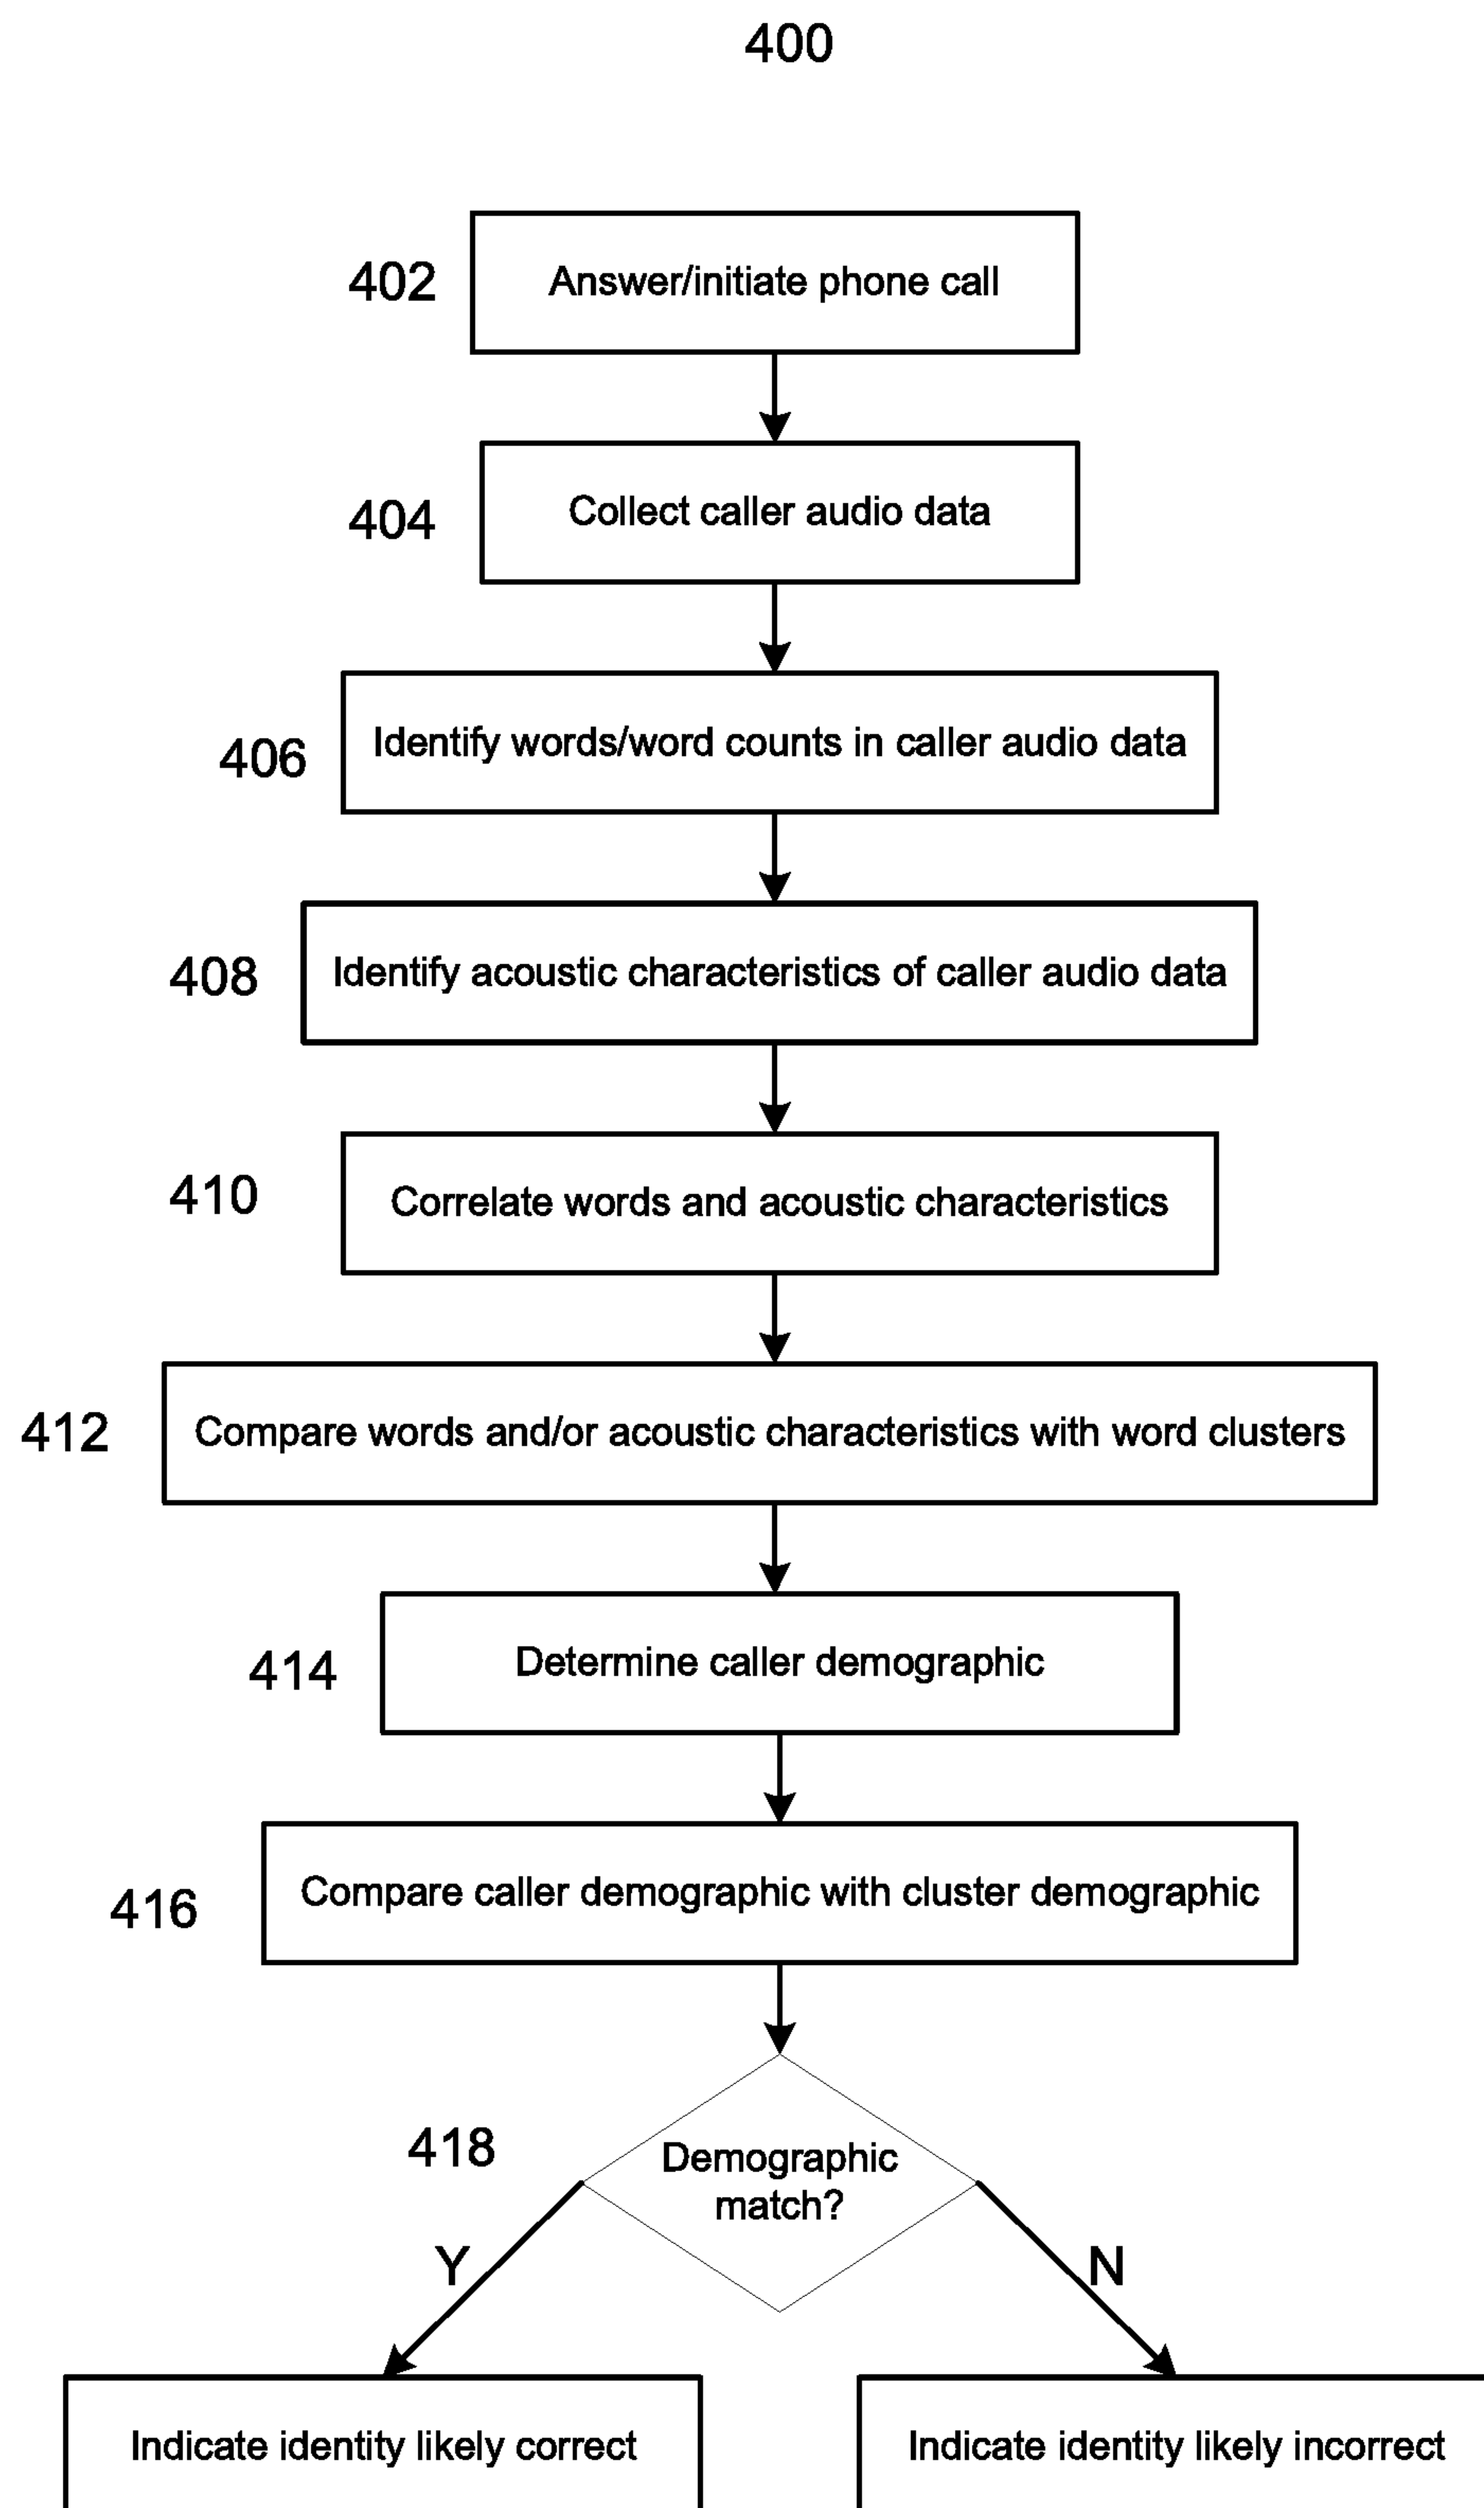 400
402
Answer/initiate phone call
404
Collect caller audio data
406
Identify words/word counts in caller audio data
408
Identify acoustic characteristics of caller audio data
410
Correlate words and acoustic characteristics
412
Compare words and/or acoustic characteristics with word clusters
414
Determine caller demographic
416
Compare caller demographic with cluster demographic
418
Demographic
match?
Y
N
Indicate identity likely correct
Indicate identity likely incorrect